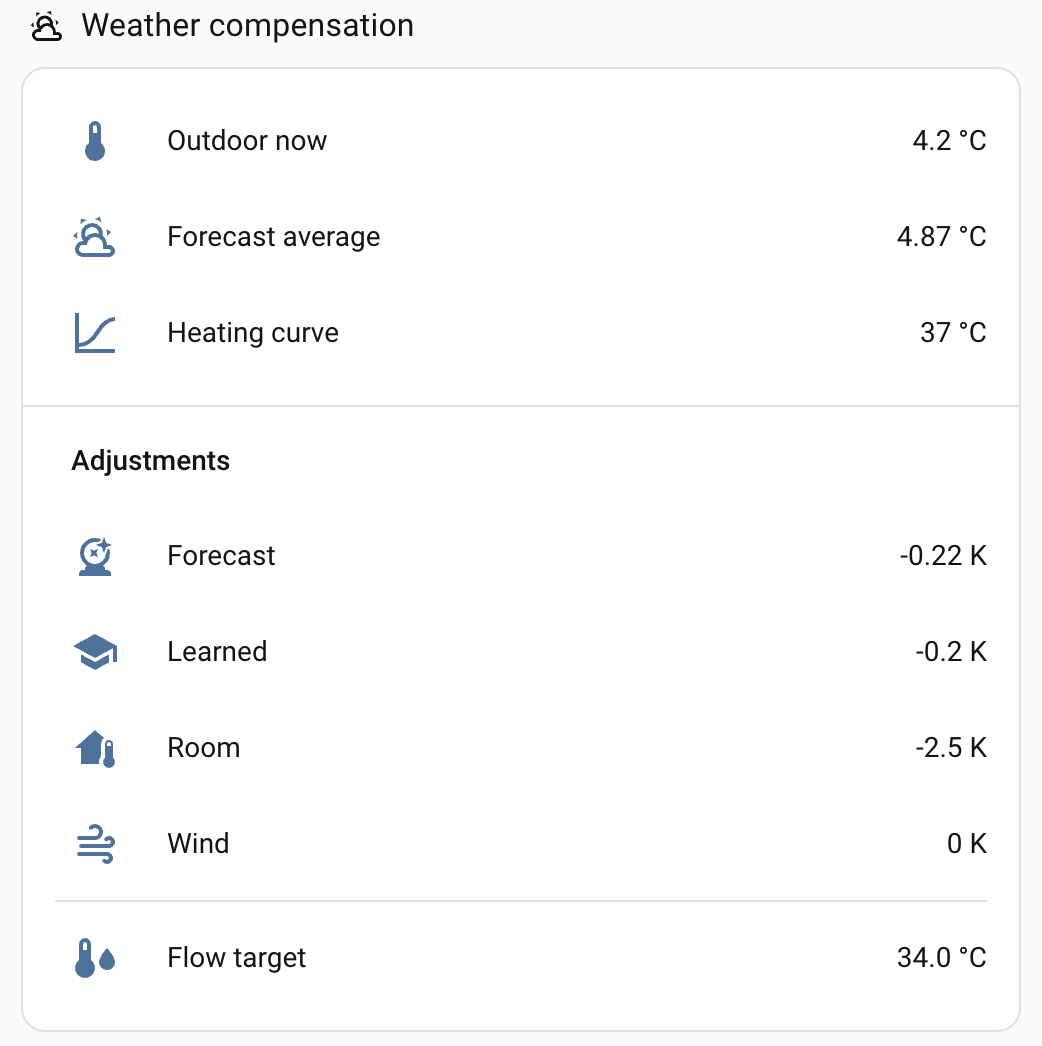 Weather compensation
Outdoor now 4.2 °C
Forecast average 4.87 °C
Heating curve 37 °C
Adjustments
Forecast -0.22 K
Learned -0.2 K
Room -2.5 K
Wind 0 K
Flow target 34.0 °C